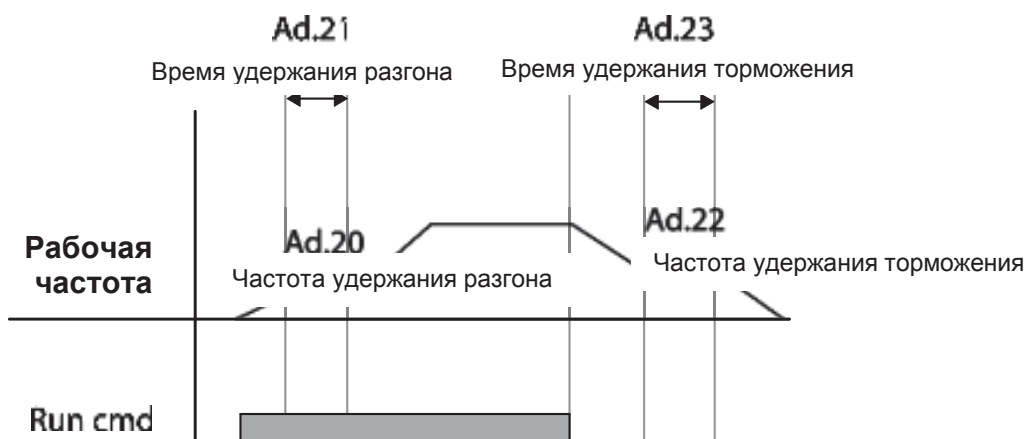 Ad.21
Время удержания разгона
Ad.23
Время удержания торможения
Ad.20
Частота удержания разгона
Ad.22
Частота удержания торможения
Рабочая
частота
Run cmd